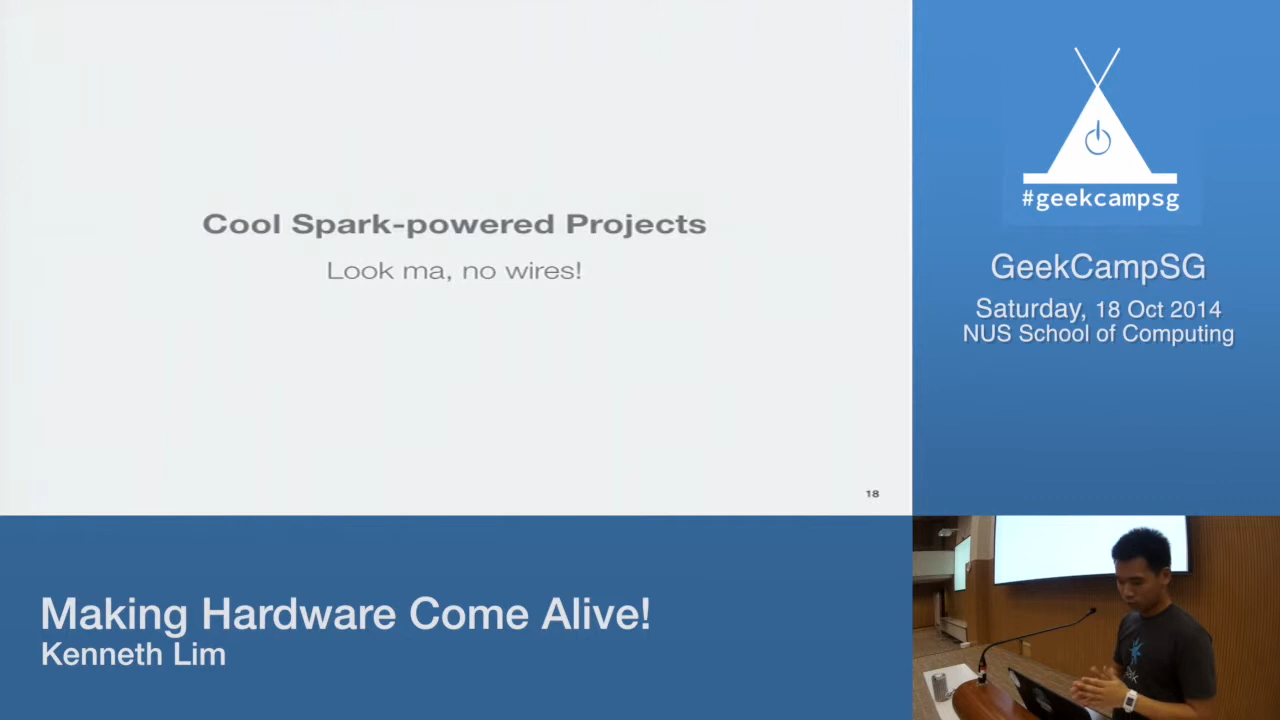 Cool Spark-powered Projects
Look ma, no wires!
18
#geekcampsg
GeekCampSG
Saturday, 18 Oct 2014
NUS School of Computing
Making Hardware Come Alive!
Kenneth Lim